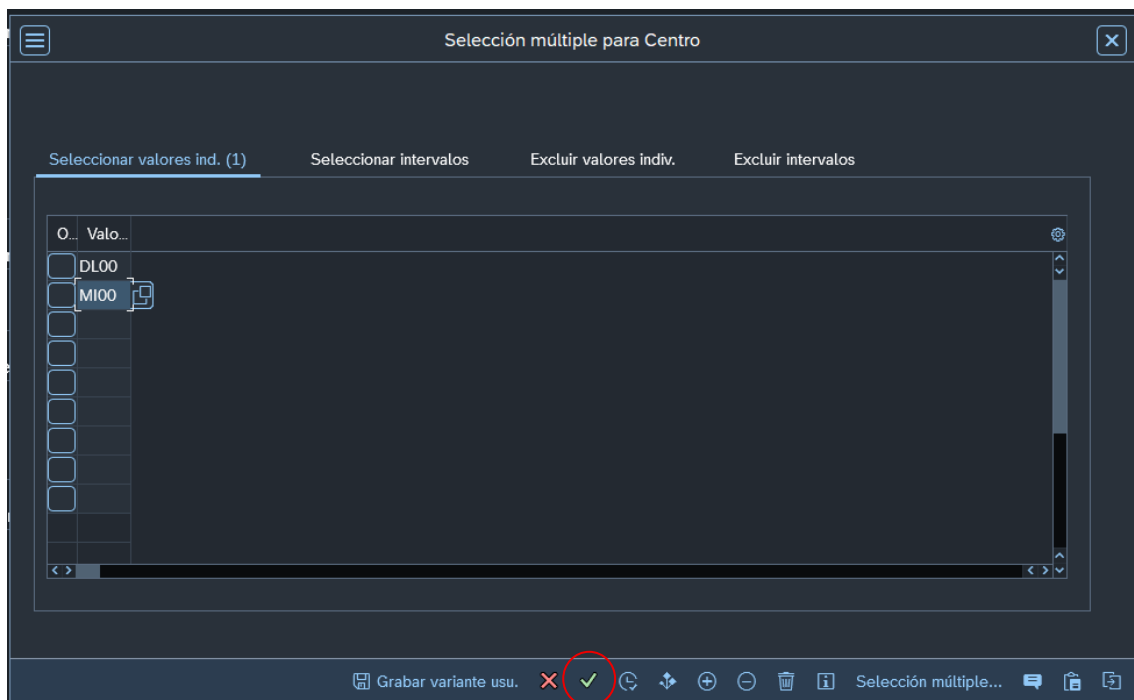 Selección múltiple para Centro
Seleccionar valores ind. (1) Seleccionar intervalos Excluir valores indiv. Excluir intervalos
O... Valo...
DL00
MI00
Grabar variante usu. Selección múltiple...